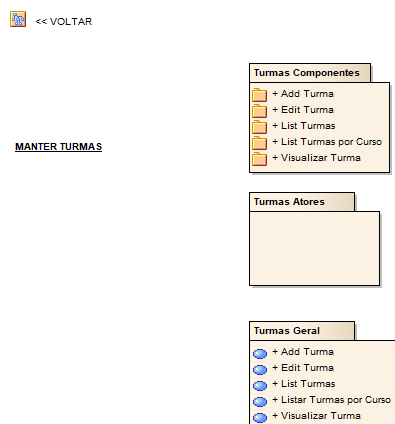 << VOLTAR
MANTER TURMAS
Turmas Componentes
+ Add Turma
+ Edit Turma
+ List Turmas
+ List Turmas por Curso
+ Visualizar Turma
Turmas Atores
Turmas Geral
+ Add Turma
+ Edit Turma
+ List Turmas
+ Listar Turmas por Curso
+ Visualizar Turma